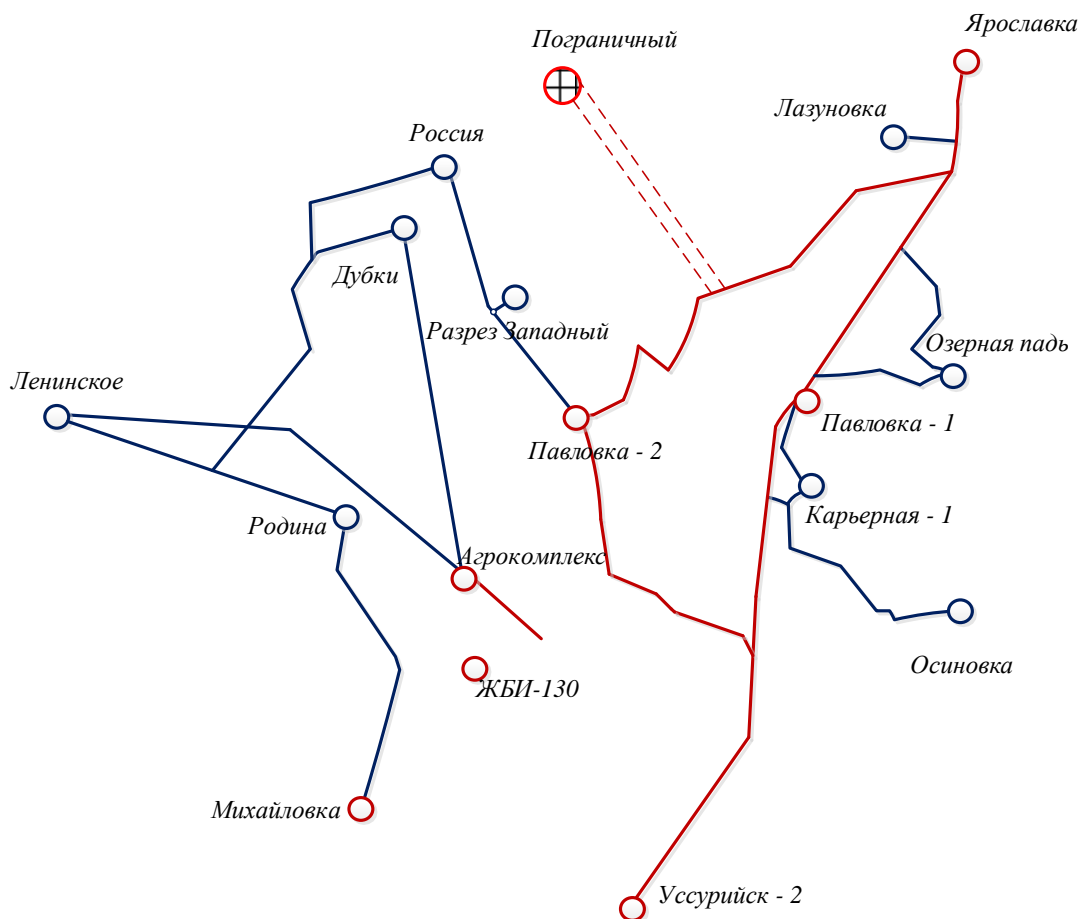 Ярославка
Пограничный
Лазуновка
Россия
Дубки
Разрез Западный
Озерная падь
Ленинское
Павловка - 1
Павловка - 2
Родина
Карьерная - 1
Агрокомплекс
Осиновка
ЖБИ-130
Михайловка
Уссурийск - 2